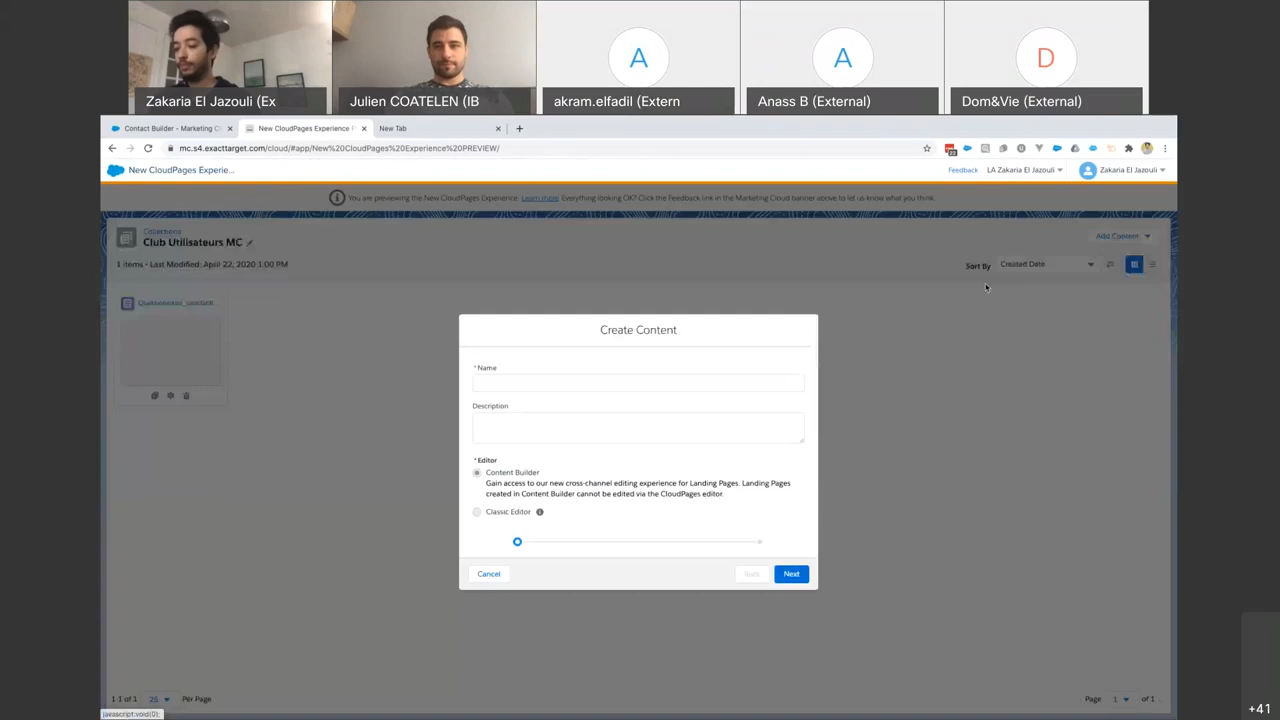 A
A
D
Zakaria El Jazouli (Ex
Julien COATELEN (IB
akram.elfadil (Extern
Anass B (External)
Dom&Vie (External)
Contact Builder - Marketing C
New CloudPages Experience P
New Tab
mc.s4.exacttarget.com/cloud/#app/New%20CloudPages%20Experience%20PREVIEW/
New CloudPages Experie...
Feedback
LA Zakaria El Jazouli
Zakaria El Jazouli
You are previewing the New CloudPages Experience. Learn more. Everything looking OK? Click the Feedback link in the Marketing Cloud banner above to let us know what you think.
Collections
Club Utilisateurs MC
Add Content
1 items • Last Modified: April 22, 2020 1:00 PM
Sort By
Created Date
Create Content
* Name
Description
* Editor
Content Builder
Gain access to our new cross-channel editing experience for Landing Pages. Landing Pages
created in Content Builder cannot be edited via the CloudPages editor.
Classic Editor
Cancel
Next
1-1 of 1
25
Per Page
Page
1
of 1
javascript:void(0);
+41